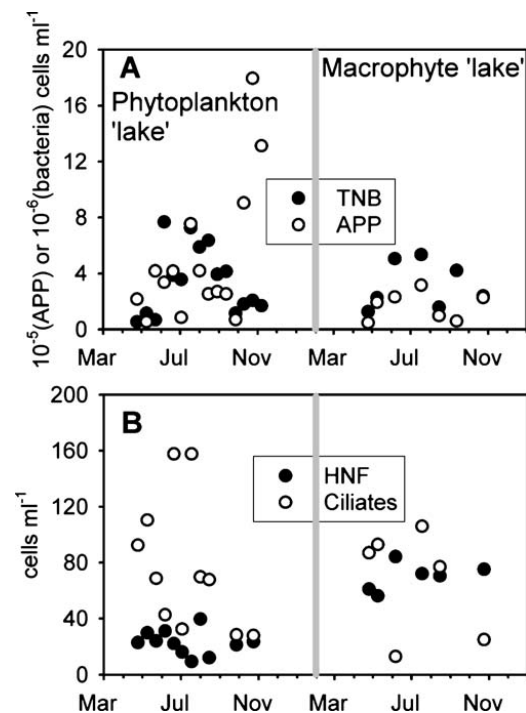 A
Phytoplankton
'lake'
Macrophyte 'lake'
TNB
APP
10⁻⁵(APP) or 10⁻⁶(bacteria) cells ml⁻¹
20
16
12
8
4
0
Mar Jul Nov Mar Jul Nov
B
HNF
Ciliates
cells ml⁻¹
200
160
120
80
40
0
Mar Jul Nov Mar Jul Nov